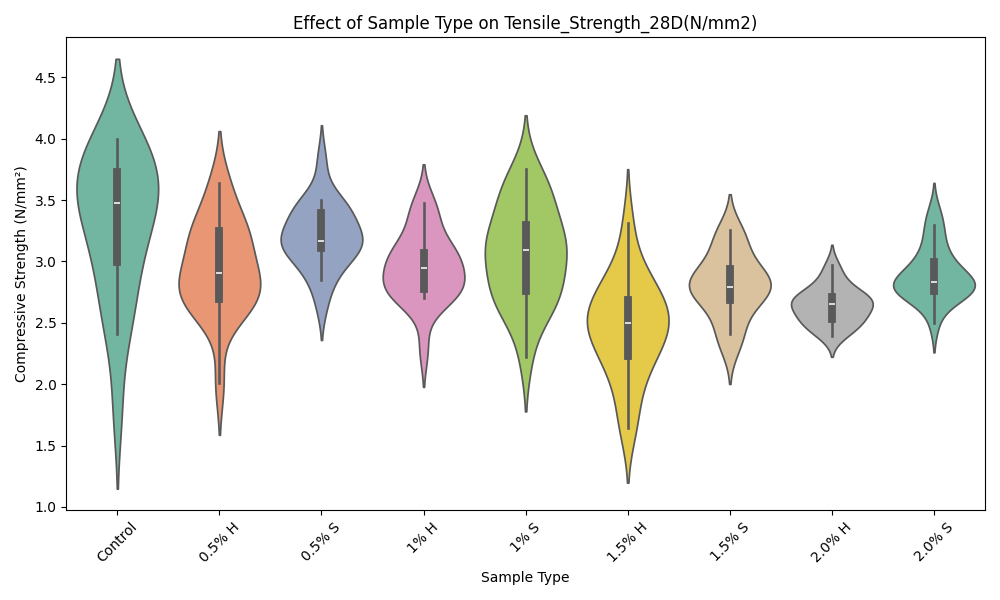 Effect of Sample Type on Tensile_Strength_28D(N/mm2)
Compressive Strength (N/mm²)
4.5
4.0
3.5
3.0
2.5
2.0
1.5
1.0
Control
0.5% H
0.5% S
1% H
1% S
1.5% H
1.5% S
2.0% H
2.0% S
Sample Type